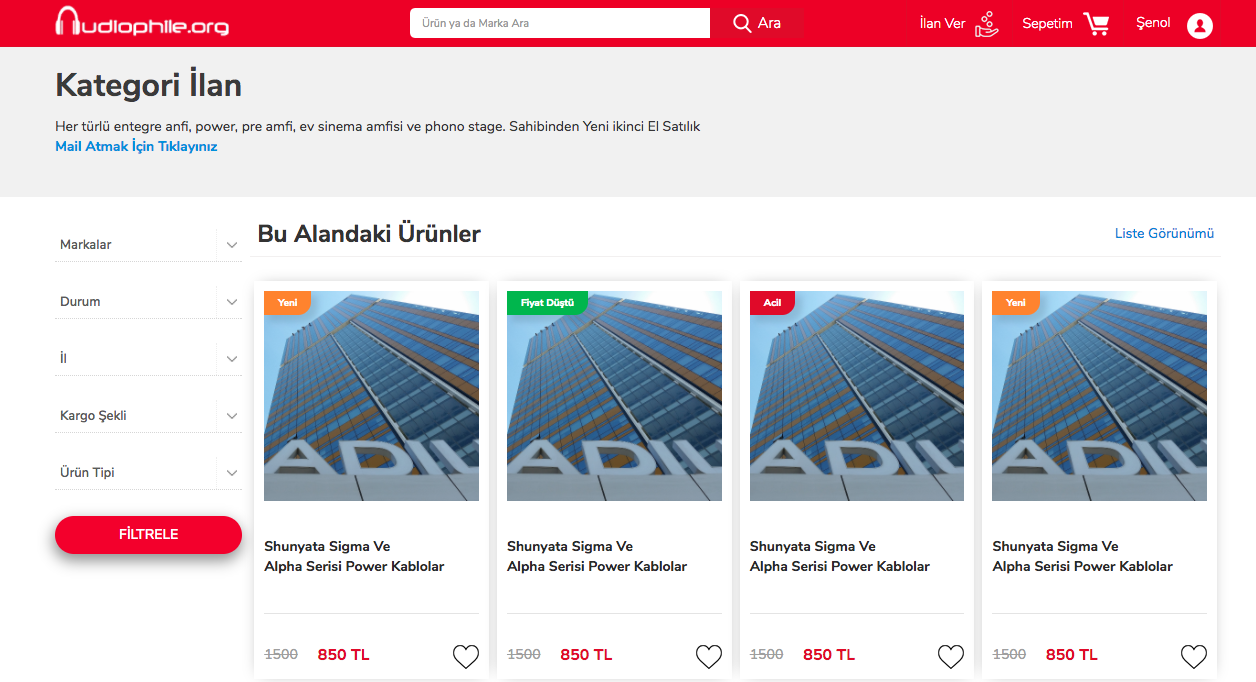 Audiophile.org
Ürün ya da Marka Ara
Ara
İlan Ver
Sepetim
Şenol
Kategori İlan
Her türlü entegre anfi, power, pre amfi, ev sinema amfisi ve phono stage. Sahibinden Yeni ikinci El Satılık
Mail Atmak İçin Tıklayınız
Markalar
Durum
İl
Kargo Şekli
Ürün Tipi
FİLTRELE
Bu Alandaki Ürünler
Liste Görünümü
Yeni
ADIL
Shunyata Sigma Ve
Alpha Serisi Power Kablolar
1500 850 TL
Fiyat Düştü
ADIL
Shunyata Sigma Ve
Alpha Serisi Power Kablolar
1500 850 TL
Acil
ADIL
Shunyata Sigma Ve
Alpha Serisi Power Kablolar
1500 850 TL
Yeni
ADIL
Shunyata Sigma Ve
Alpha Serisi Power Kablolar
1500 850 TL